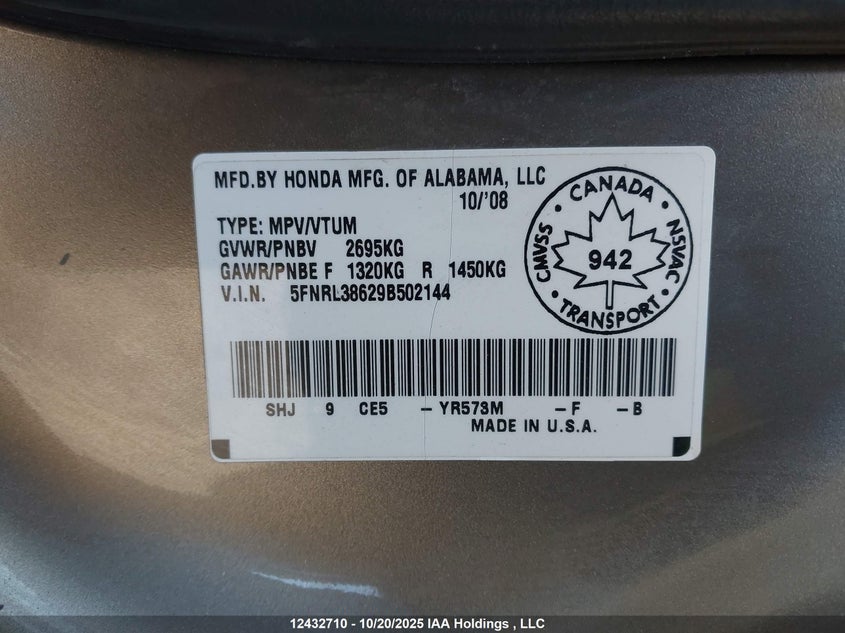 MFD.BY HONDA MFG. OF ALABAMA, LLC
10/'08
TYPE: MPV/VTUM
GVWR/PNBV 2695KG
GAWR/PNBE F 1320KG R 1450KG
V.I.N. 5FNRL38629B502144
CMVSS · CANADA · NSVAC · TRANSPORT ·
942
SHJ 9 CE5 - YR573M - F - B
MADE IN U.S.A.
12432710 - 10/20/2025 IAA Holdings , LLC